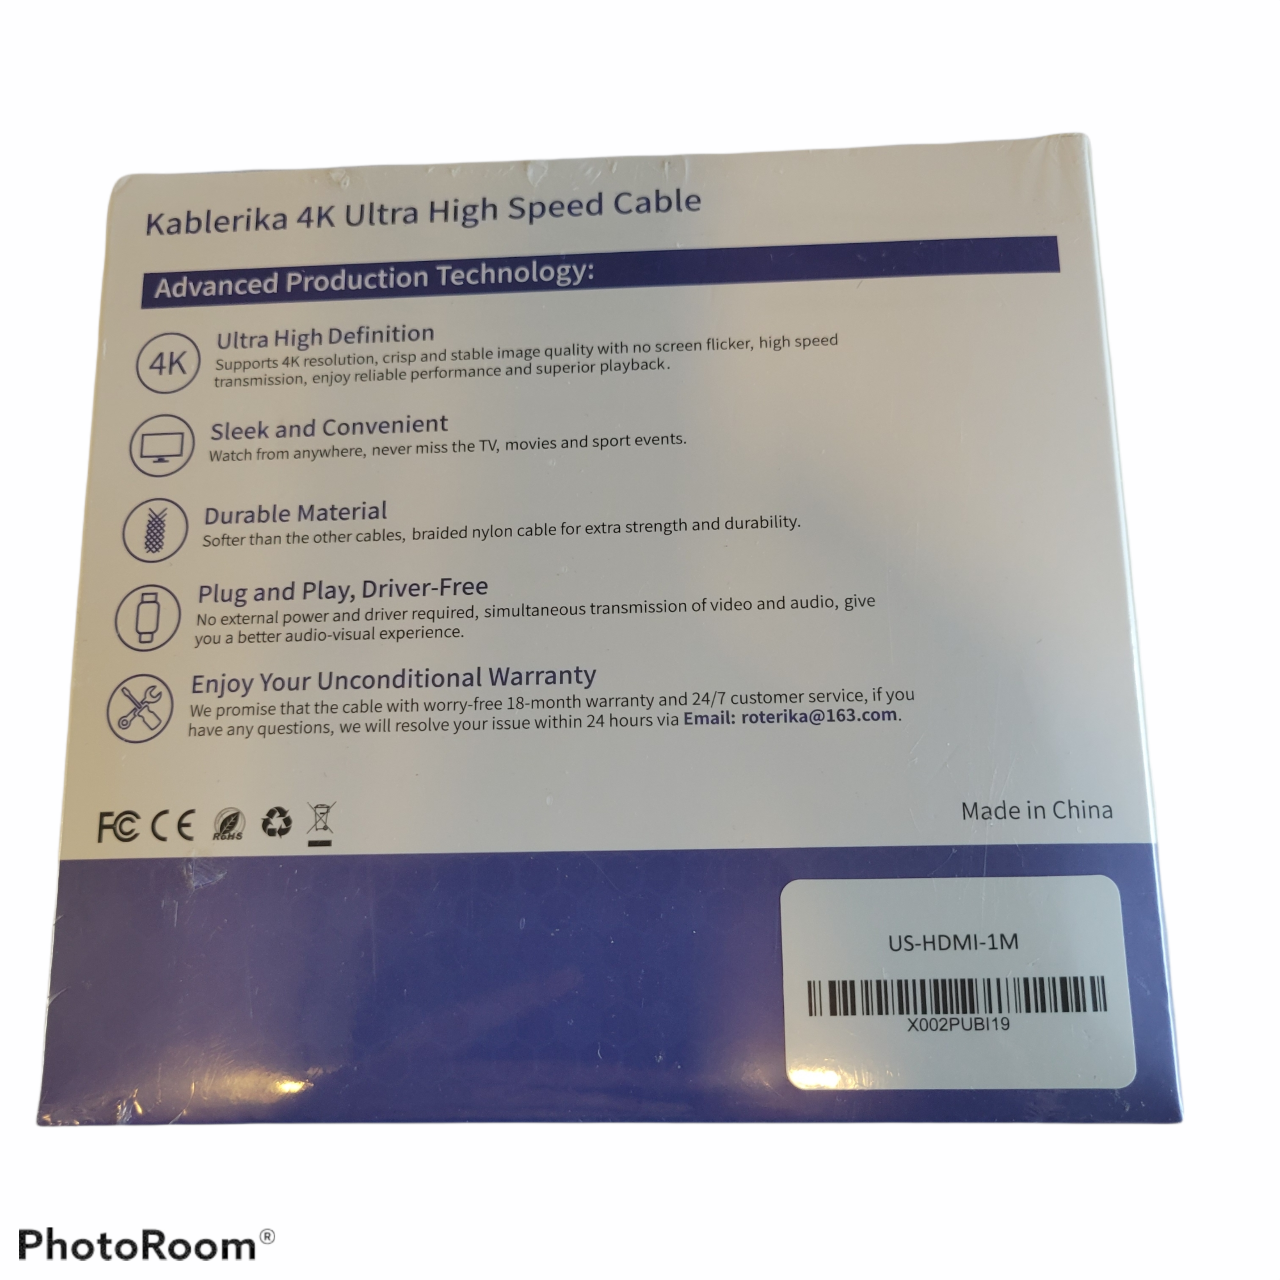 Kablerika 4K Ultra High Speed Cable
Advanced Production Technology:
4K
Ultra High Definition
Supports 4K resolution, crisp and stable image quality with no screen flicker, high speed
transmission, enjoy reliable performance and superior playback.
Sleek and Convenient
Watch from anywhere, never miss the TV, movies and sport events.
Durable Material
Softer than the other cables, braided nylon cable for extra strength and durability.
Plug and Play, Driver-Free
No external power and driver required, simultaneous transmission of video and audio, give
you a better audio-visual experience.
Enjoy Your Unconditional Warranty
We promise that the cable with worry-free 18-month warranty and 24/7 customer service, if you
have any questions, we will resolve your issue within 24 hours via Email: roterika@163.com.
FC CE RoHS
Made in China
US-HDMI-1M
X002PUBI19
PhotoRoom®